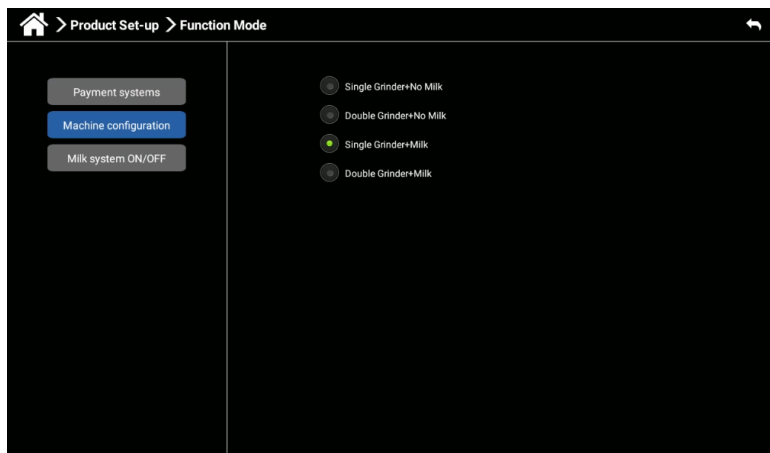 Product Set-up > Function Mode
Payment systems
Machine configuration
Milk system ON/OFF
Single Grinder+No Milk
Double Grinder+No Milk
Single Grinder+Milk
Double Grinder+Milk